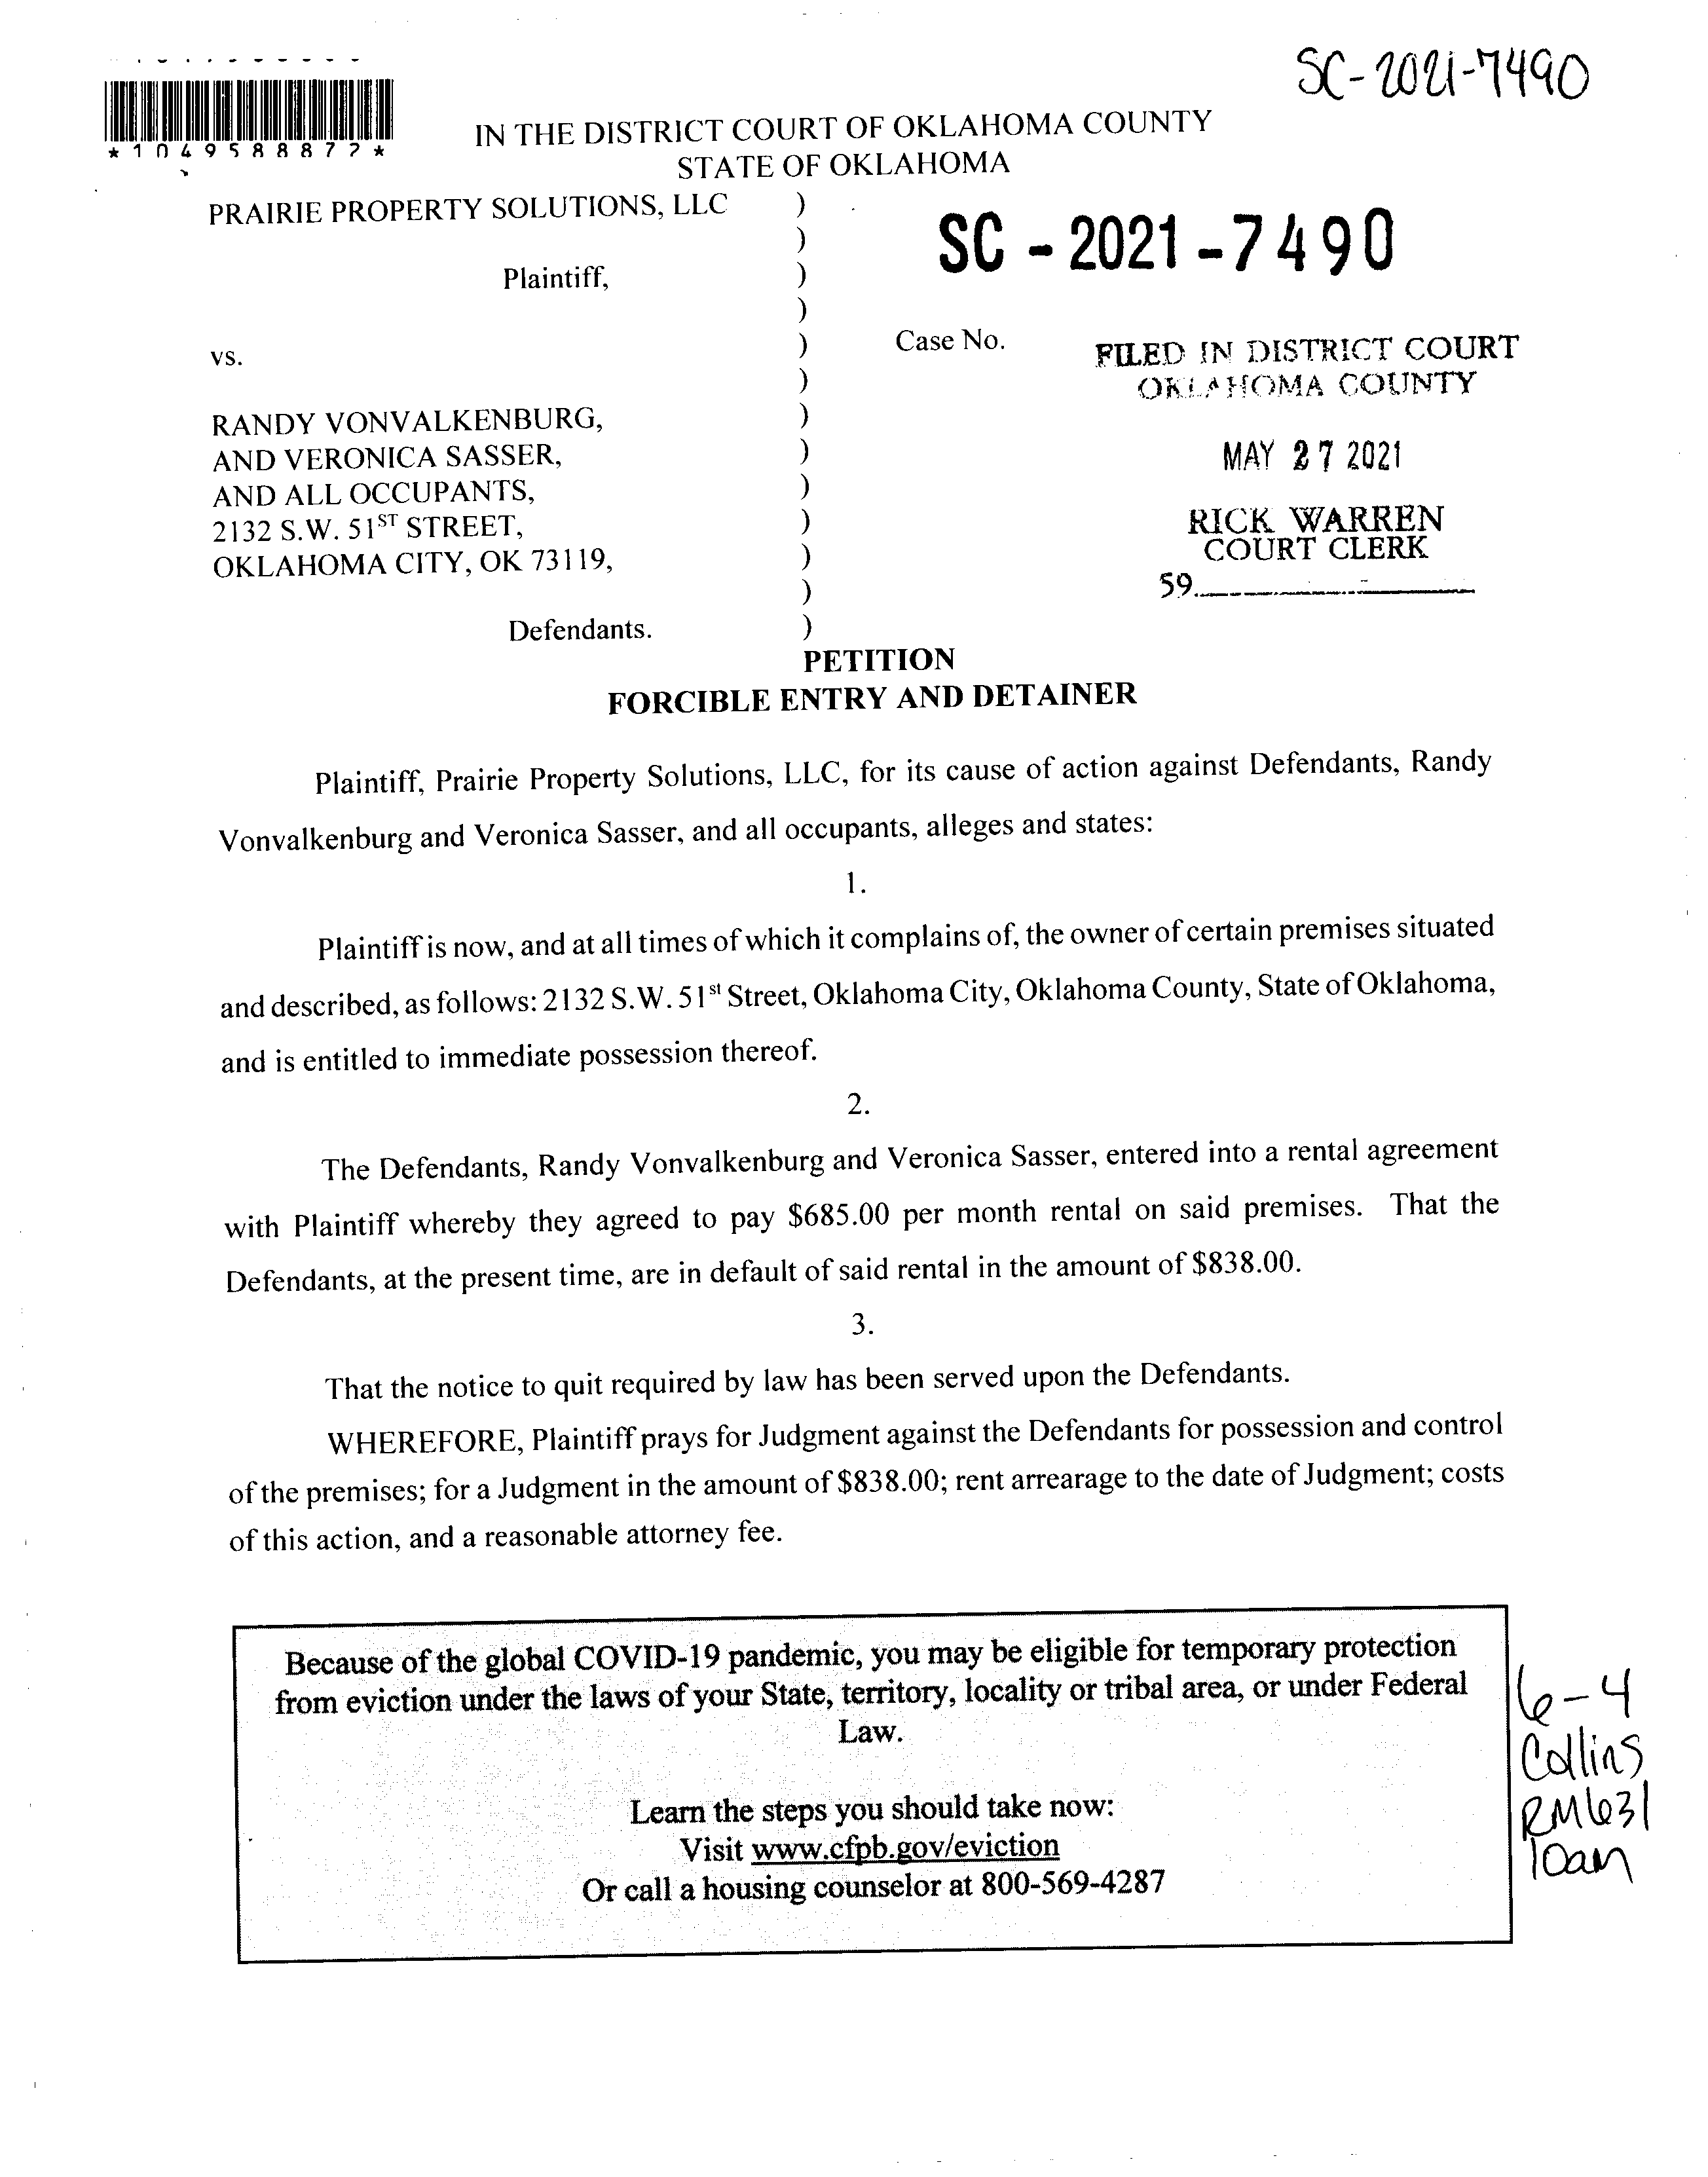 SC-2021-7490
*1049588872*
IN THE DISTRICT COURT OF OKLAHOMA COUNTY
STATE OF OKLAHOMA
PRAIRIE PROPERTY SOLUTIONS, LLC )
)
SC - 2021 - 7490
Plaintiff, )
)
vs. )
Case No.
FILED IN DISTRICT COURT
OKLAHOMA COUNTY
)
RANDY VONVALKENBURG, )
AND VERONICA SASSER, )
MAY 27 2021
AND ALL OCCUPANTS, )
2132 S.W. 51ST STREET, )
RICK WARREN
COURT CLERK
OKLAHOMA CITY, OK 73119, )
)
59
Defendants. )
PETITION
FORCIBLE ENTRY AND DETAINER
Plaintiff, Prairie Property Solutions, LLC, for its cause of action against Defendants, Randy
Vonvalkenburg and Veronica Sasser, and all occupants, alleges and states:
1.
Plaintiff is now, and at all times of which it complains of, the owner of certain premises situated
and described, as follows: 2132 S.W. 51st Street, Oklahoma City, Oklahoma County, State of Oklahoma,
and is entitled to immediate possession thereof.
2.
The Defendants, Randy Vonvalkenburg and Veronica Sasser, entered into a rental agreement
with Plaintiff whereby they agreed to pay $685.00 per month rental on said premises. That the
Defendants, at the present time, are in default of said rental in the amount of $838.00.
3.
That the notice to quit required by law has been served upon the Defendants.
WHEREFORE, Plaintiff prays for Judgment against the Defendants for possession and control
of the premises; for a Judgment in the amount of $838.00; rent arrearage to the date of Judgment; costs
of this action, and a reasonable attorney fee.
Because of the global COVID-19 pandemic, you may be eligible for temporary protection
from eviction under the laws of your State, territory, locality or tribal area, or under Federal
Law.
Learn the steps you should take now:
Visit www.cfpb.gov/eviction
Or call a housing counselor at 800-569-4287
6-4
Collins
RM631
10am